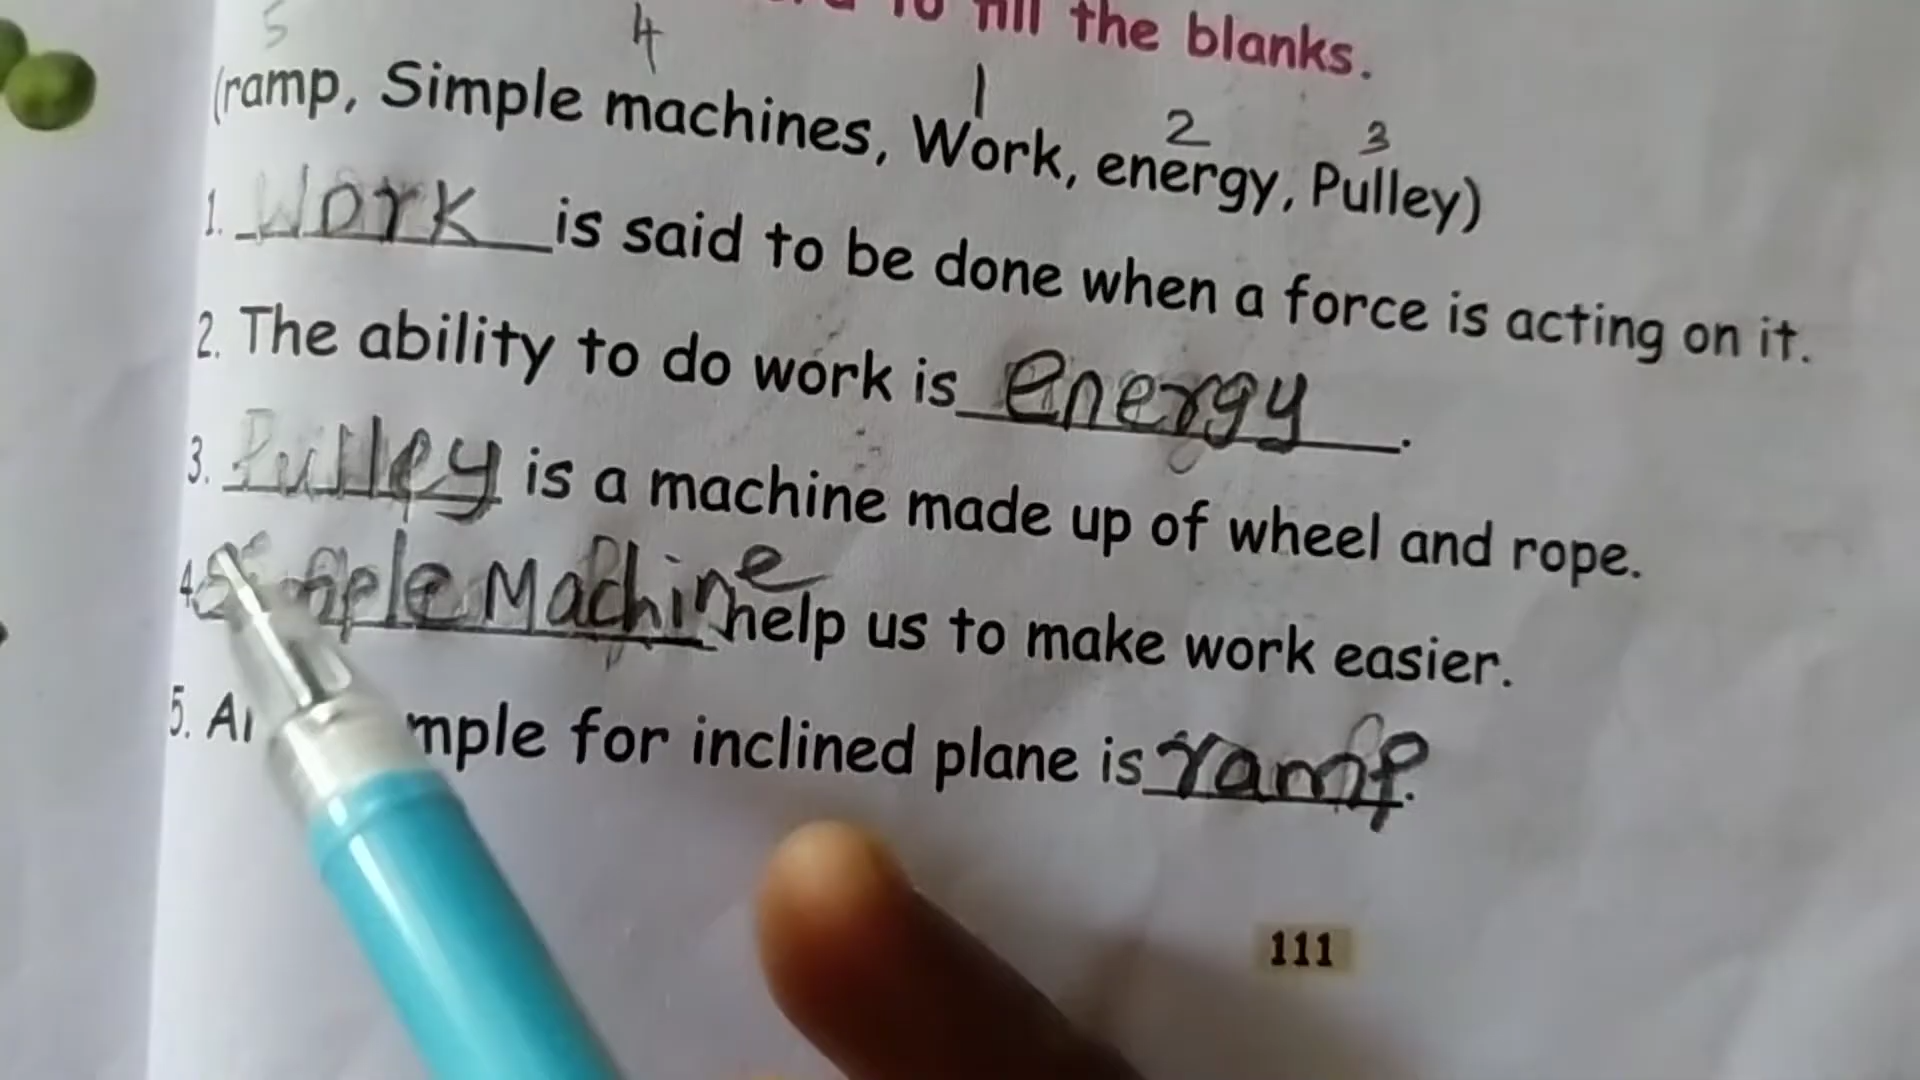 to fill the blanks.
5 4 1 2 3
(ramp, Simple machines, Work, energy, Pulley)
1. Work is said to be done when a force is acting on it.
2. The ability to do work is energy.
3. Pulley is a machine made up of wheel and rope.
4. Machine help us to make work easier.
5. for inclined plane is ramp.
111